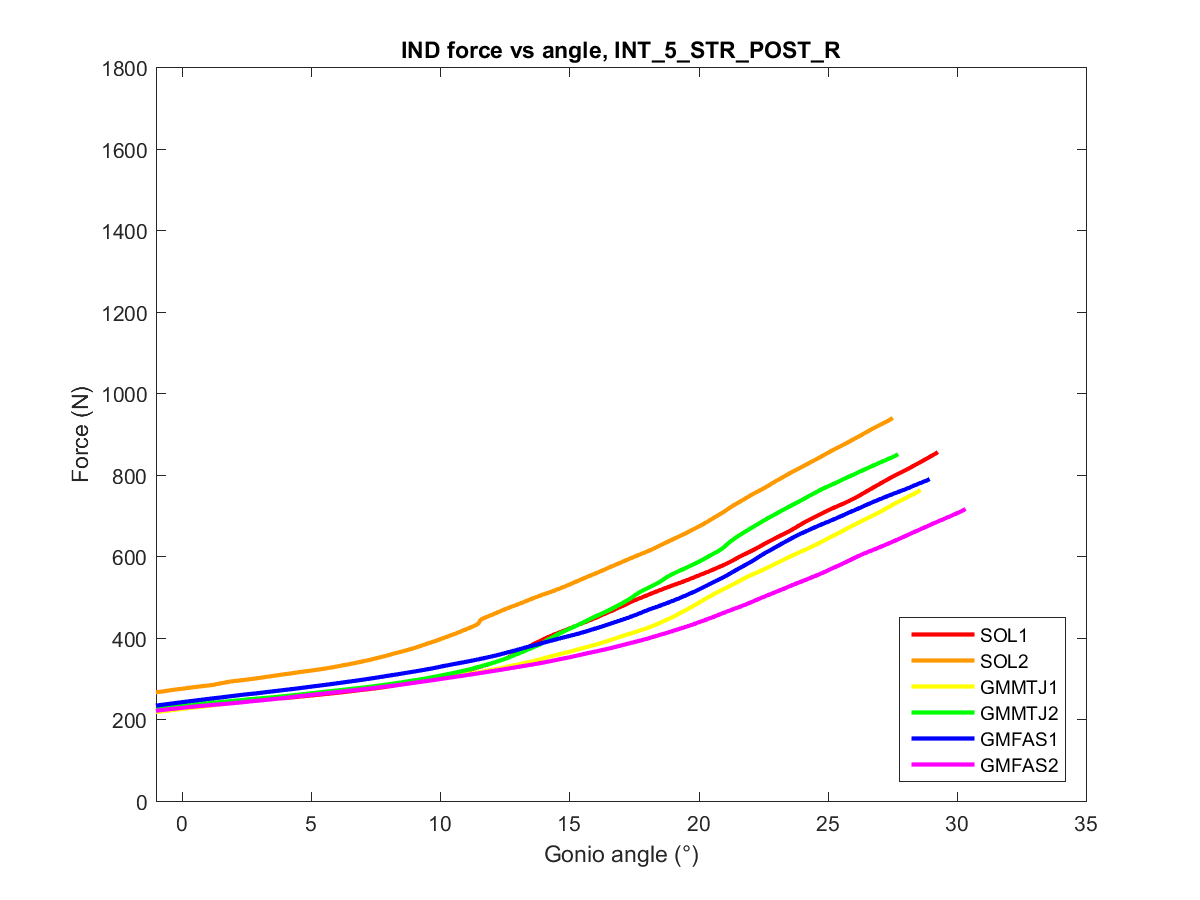 IND force vs angle, INT_5_STR_POST_R
1800
1600
1400
1200
1000
800
600
400
200
0
Force (N)
0 5 10 15 20 25 30 35
Gonio angle (°)
SOL1
SOL2
GMMTJ1
GMMTJ2
GMFAS1
GMFAS2